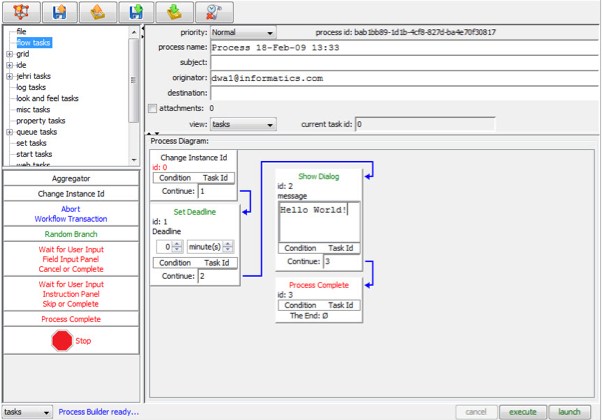 file
flow tasks
grid
ide
jehri tasks
log tasks
look and feel tasks
misc tasks
property tasks
queue tasks
set tasks
start tasks
web tasks
Aggregator
Change Instance Id
Abort
Workflow Transaction
Random Branch
Wait for User Input
Field Input Panel
Cancel or Complete
Wait for User Input
Instruction Panel
Skip or Complete
Process Complete
Stop
priority: Normal process id: bab1bb89-1d1b-4cf8-827d-ba4e70f30817
process name: Process 18-Feb-09 13:33
subject:
originator: dwal@informatics.com
destination:
attachments: 0
view: tasks current task id: 0
Process Diagram:
Change Instance Id
id: 0
Condition Task Id
Continue: 1
Set Deadline
id: 1
Deadline
0 minute(s)
Condition Task Id
Continue: 2
Show Dialog
id: 2
message
Hello World!
Condition Task Id
Continue: 3
Process Complete
id: 3
Condition Task Id
The End: Ø
tasks Process Builder ready... cancel execute launch